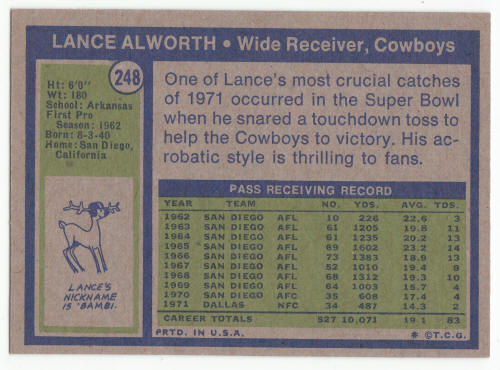 LANCE ALWORTH • Wide Receiver, Cowboys
248
Ht: 6'0"
Wt: 180
School: Arkansas
First Pro
Season: 1962
Born: 8-3-40
Home: San Diego,
California
One of Lance's most crucial catches
of 1971 occurred in the Super Bowl
when he snared a touchdown toss to
help the Cowboys to victory. His ac-
robatic style is thrilling to fans.
LANCE'S
NICKNAME
IS "BAMBI."
PASS RECEIVING RECORD
YEAR TEAM NO. YDS. AVG. TDS.
1962 SAN DIEGO AFL 10 226 22.6 3
1963 SAN DIEGO AFL 61 1205 19.8 11
1964 SAN DIEGO AFL 61 1235 20.2 13
1965 SAN DIEGO AFL 69 1602 23.2 14
1966 SAN DIEGO AFL 73 1383 18.9 13
1967 SAN DIEGO AFL 52 1010 19.4 9
1968 SAN DIEGO AFL 68 1312 19.3 10
1969 SAN DIEGO AFL 64 1003 15.7 4
1970 SAN DIEGO AFC 35 608 17.4 4
1971 DALLAS NFC 34 487 14.3 2
CAREER TOTALS 527 10,071 19.1 83
PRTD. IN U.S.A. * © T.C.G.